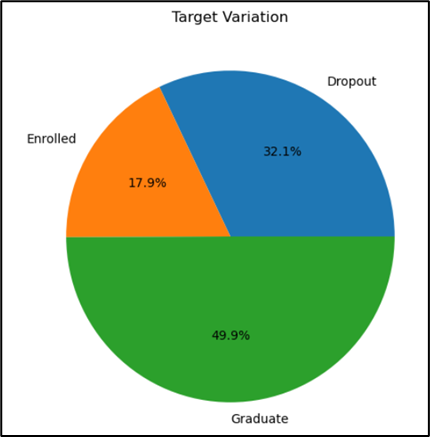 Target Variation
Dropout
32.1%
Enrolled
17.9%
49.9%
Graduate